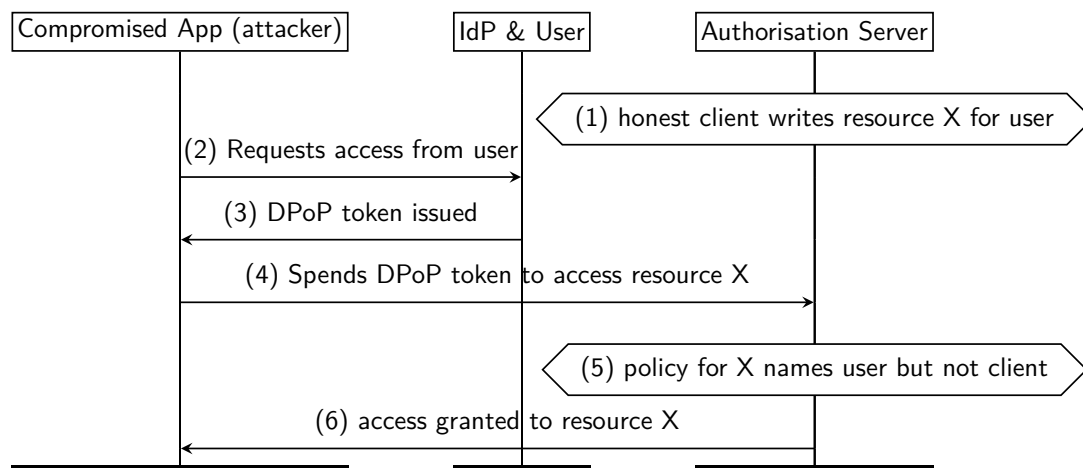 Compromised App (attacker)
IdP & User
Authorisation Server
(1) honest client writes resource X for user
(2) Requests access from user
(3) DPoP token issued
(4) Spends DPoP token to access resource X
(5) policy for X names user but not client
(6) access granted to resource X